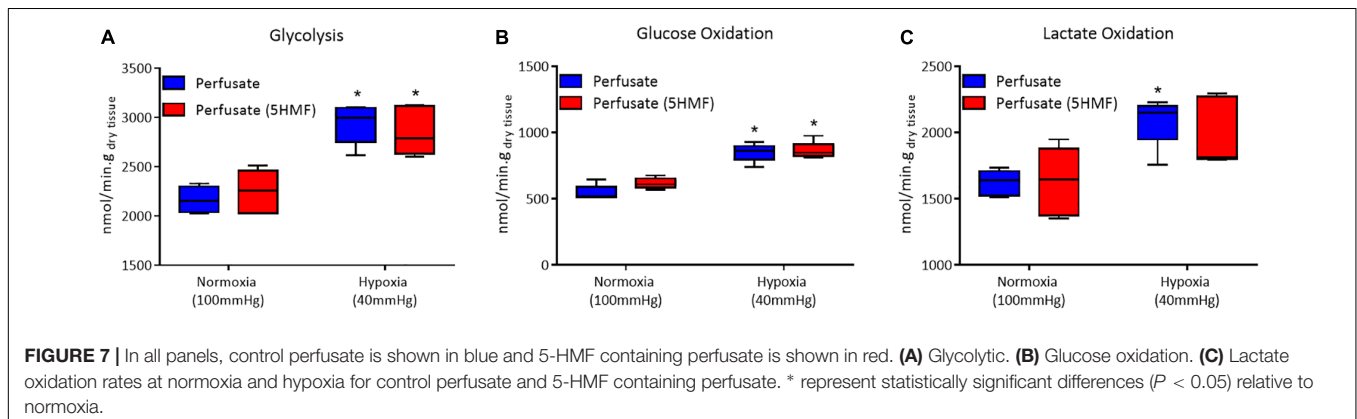 A
Glycolysis
3500
3000
2500
2000
1500
nmol/min.g dry tissue
Perfusate
Perfusate (5HMF)
* *
Normoxia
(100mmHg)
Hypoxia
(40mmHg)
B
Glucose Oxidation
1500
1000
500
0
nmol/min.g dry tissue
Perfusate
Perfusate (5HMF)
* *
Normoxia
(100mmHg)
Hypoxia
(40mmHg)
C
Lactate Oxidation
2500
2000
1500
1000
nmol/min.g dry tissue
Perfusate
Perfusate (5HMF)
*
Normoxia
(100mmHg)
Hypoxia
(40mmHg)
FIGURE 7 | In all panels, control perfusate is shown in blue and 5-HMF containing perfusate is shown in red. (A) Glycolytic. (B) Glucose oxidation. (C) Lactate
oxidation rates at normoxia and hypoxia for control perfusate and 5-HMF containing perfusate. * represent statistically significant differences (P < 0.05) relative to
normoxia.